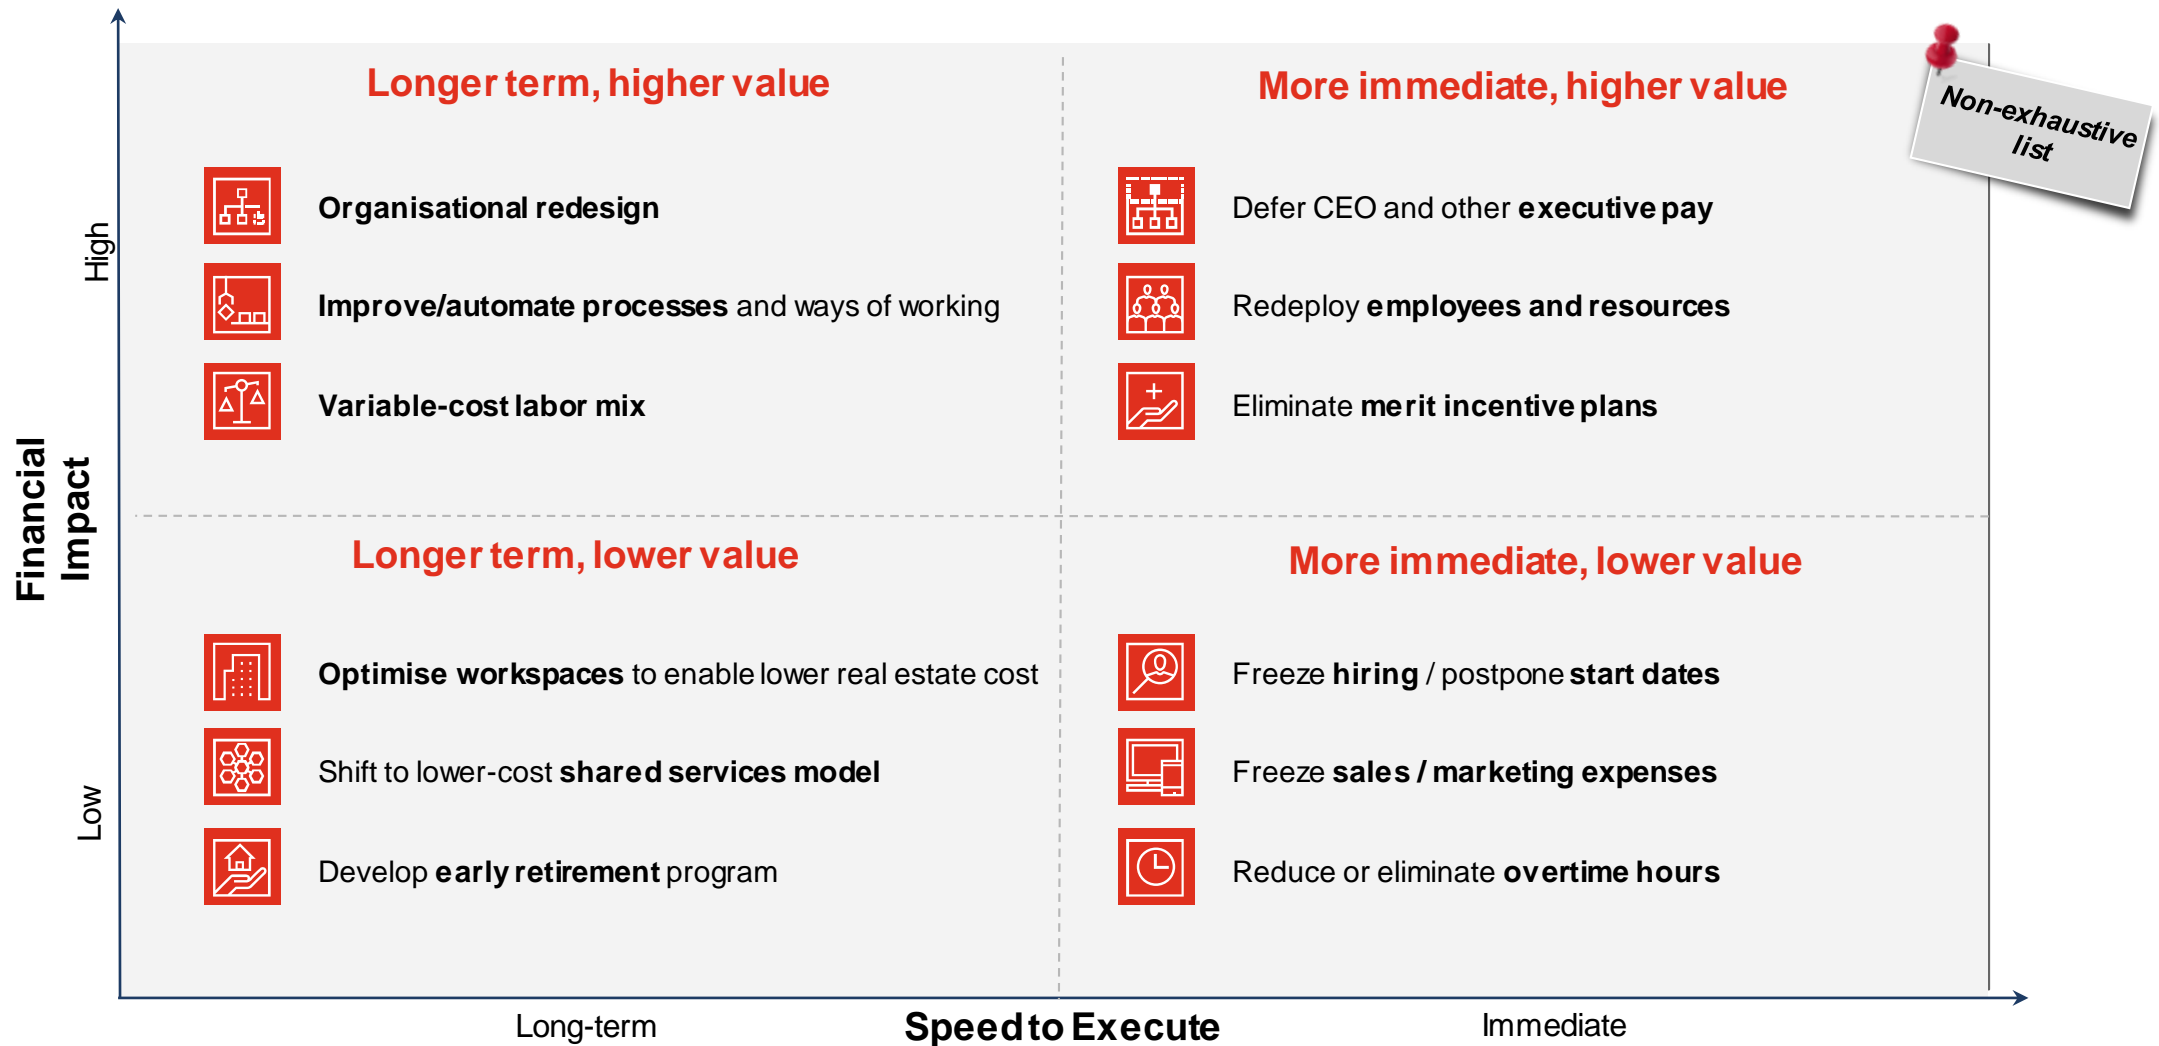 Longer term, higher value
More immediate, higher value
Non-exhaustive
list
Organisational redesign
Improve/automate processes and ways of working
Variable-cost labor mix
Defer CEO and other executive pay
Redeploy employees and resources
Eliminate merit incentive plans
High
Financial
Impact
Low
Longer term, lower value
More immediate, lower value
Optimise workspaces to enable lower real estate cost
Shift to lower-cost shared services model
Develop early retirement program
Freeze hiring / postpone start dates
Freeze sales / marketing expenses
Reduce or eliminate overtime hours
Long-term
Speed to Execute
Immediate